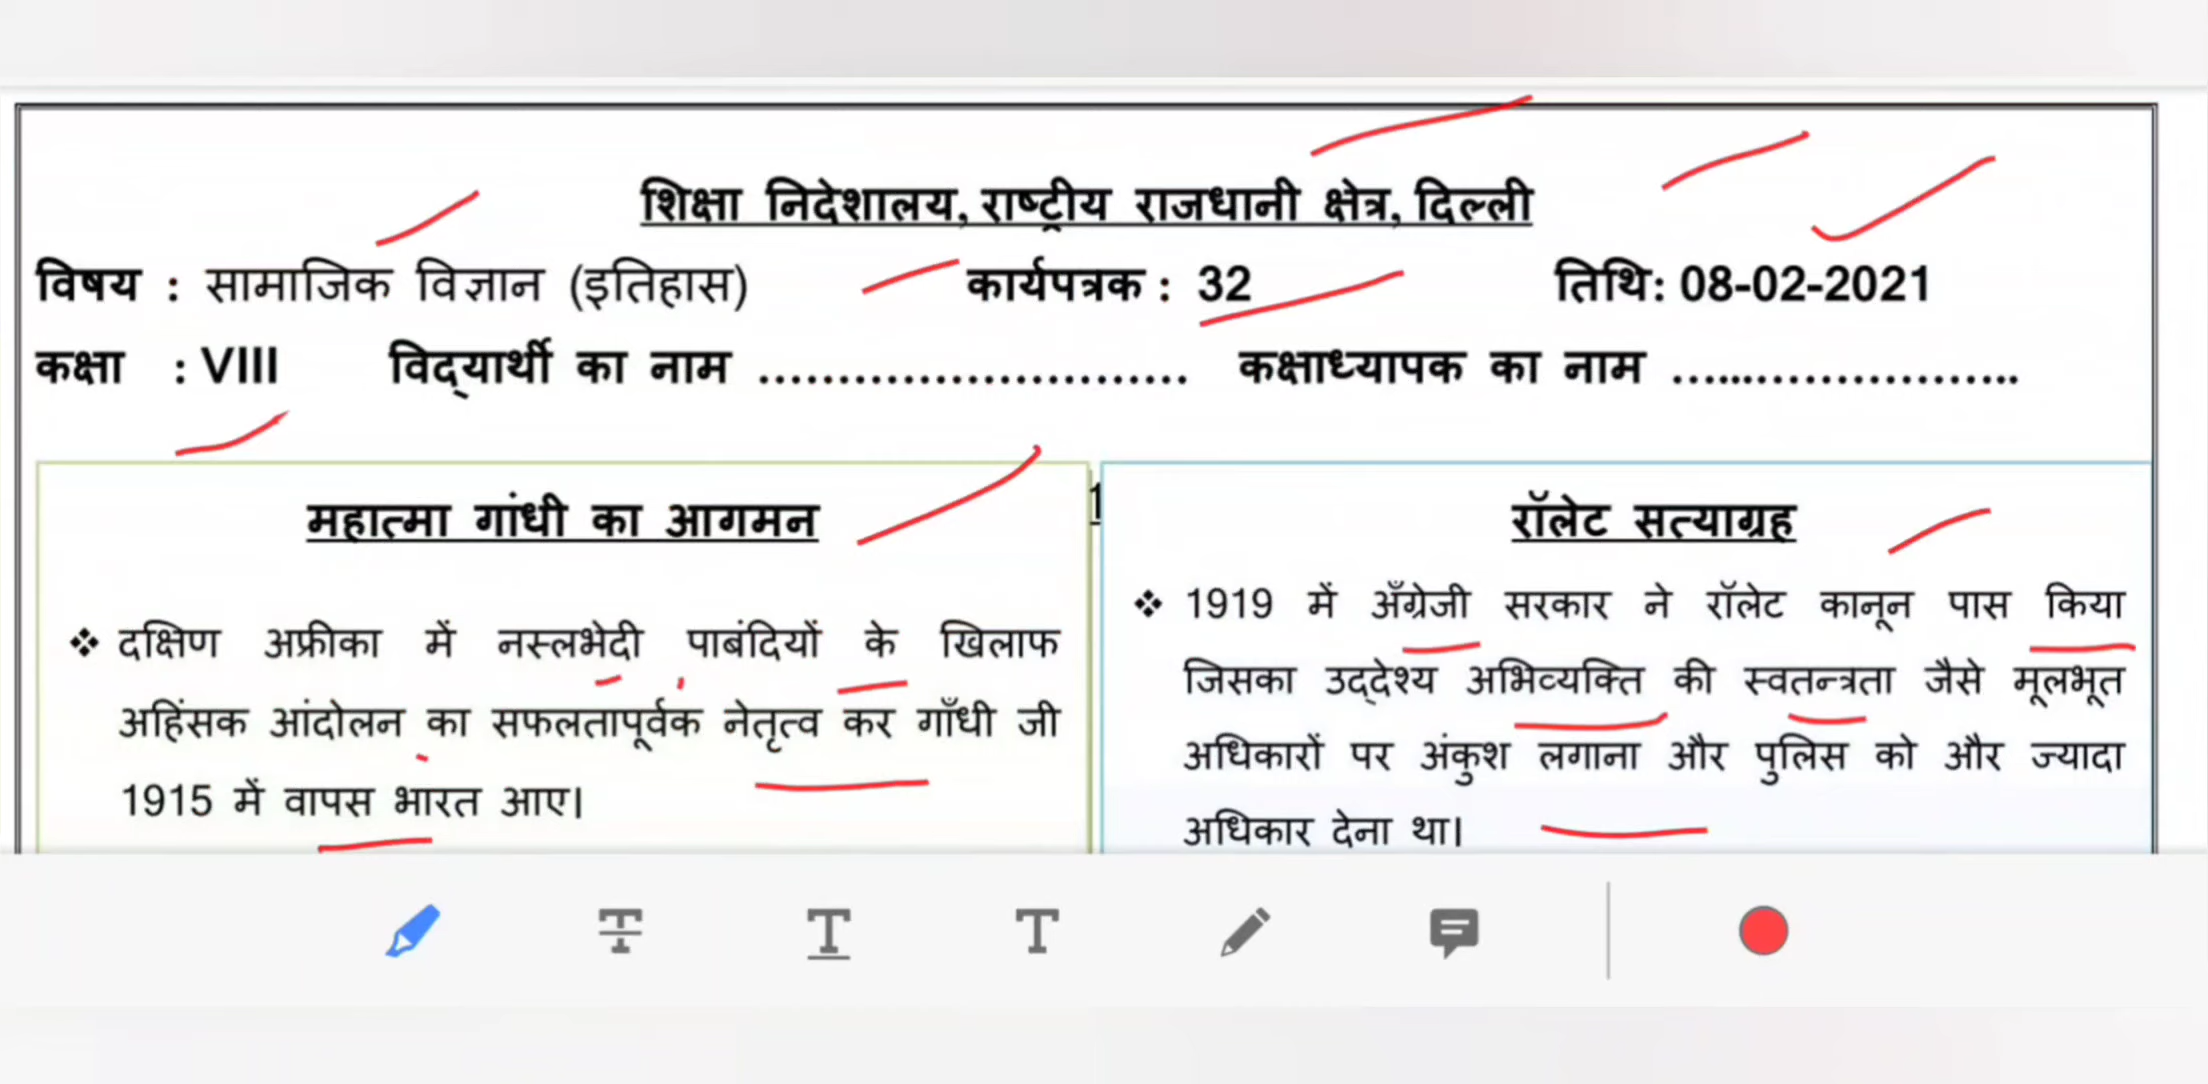 शिक्षा निदेशालय, राष्ट्रीय राजधानी क्षेत्र, दिल्ली
विषय : सामाजिक विज्ञान (इतिहास) कार्यपत्रक : 32 तिथि: 08-02-2021
कक्षा : VIII विद्यार्थी का नाम ........................... कक्षाध्यापक का नाम ......................
महात्मा गांधी का आगमन
❖ दक्षिण अफ्रीका में नस्लभेदी पाबंदियों के खिलाफ
अहिंसक आंदोलन का सफलतापूर्वक नेतृत्व कर गाँधी जी
1915 में वापस भारत आए।
1
रॉलेट सत्याग्रह
❖ 1919 में अँग्रेजी सरकार ने रॉलेट कानून पास किया
जिसका उद्देश्य अभिव्यक्ति की स्वतन्त्रता जैसे मूलभूत
अधिकारों पर अंकुश लगाना और पुलिस को और ज्यादा
अधिकार देना था।